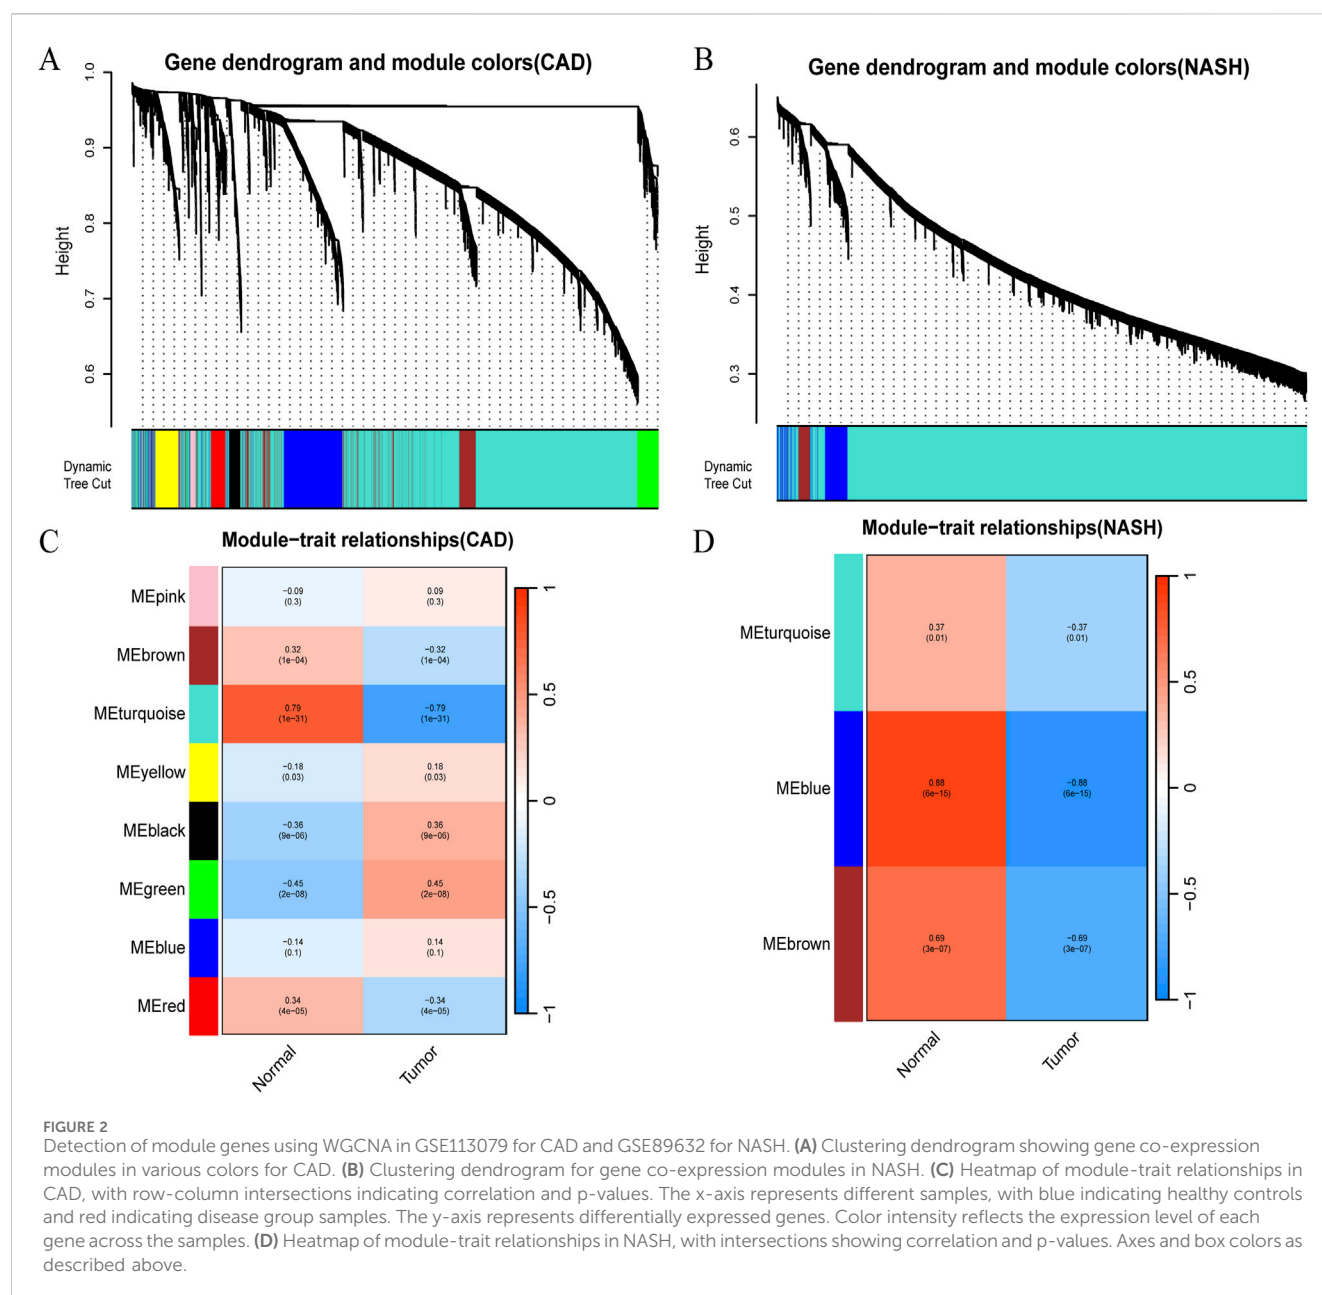 A
Gene dendrogram and module colors(CAD)
Height
1.0
0.9
0.8
0.7
0.6
Dynamic
Tree Cut
B
Gene dendrogram and module colors(NASH)
Height
0.6
0.5
0.4
0.3
Dynamic
Tree Cut
C
Module−trait relationships(CAD)
MEpink
−0.09
(0.3)
0.09
(0.3)
MEbrown
0.32
(1e−04)
−0.32
(1e−04)
MEturquoise
0.79
(1e−31)
−0.79
(1e−31)
MEyellow
−0.18
(0.03)
0.18
(0.03)
MEblack
−0.36
(9e−06)
0.36
(9e−06)
MEgreen
−0.45
(2e−08)
0.45
(2e−08)
MEblue
−0.14
(0.1)
0.14
(0.1)
MEred
0.34
(4e−05)
−0.34
(4e−05)
Normal
Tumor
1
0.5
0
−0.5
−1
D
Module−trait relationships(NASH)
MEturquoise
0.37
(0.01)
−0.37
(0.01)
MEblue
0.88
(6e−15)
−0.88
(6e−15)
MEbrown
0.69
(3e−07)
−0.69
(3e−07)
Normal
Tumor
1
0.5
0
−0.5
−1
FIGURE 2
Detection of module genes using WGCNA in GSE113079 for CAD and GSE89632 for NASH. (A) Clustering dendrogram showing gene co-expression
modules in various colors for CAD. (B) Clustering dendrogram for gene co-expression modules in NASH. (C) Heatmap of module-trait relationships in
CAD, with row-column intersections indicating correlation and p-values. The x-axis represents different samples, with blue indicating healthy controls
and red indicating disease group samples. The y-axis represents differentially expressed genes. Color intensity reflects the expression level of each
gene across the samples. (D) Heatmap of module-trait relationships in NASH, with intersections showing correlation and p-values. Axes and box colors as
described above.